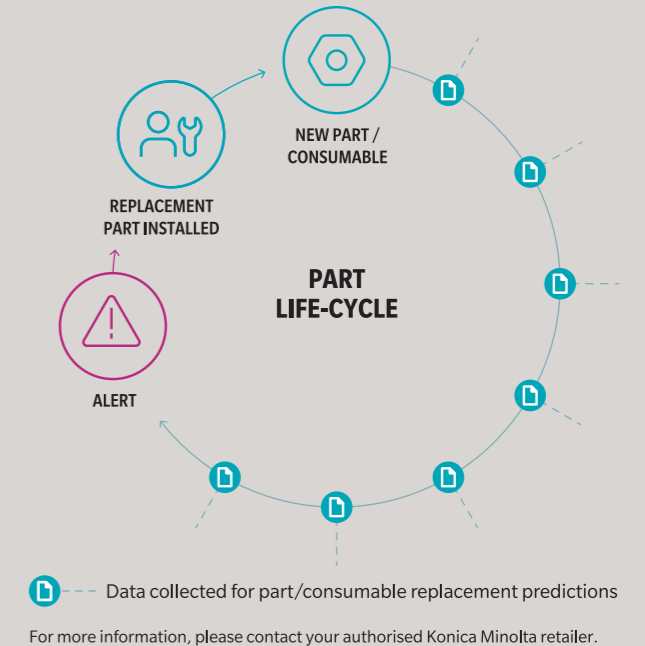 NEW PART /
CONSUMABLE
REPLACEMENT
PART INSTALLED
PART
LIFE-CYCLE
ALERT
Data collected for part/consumable replacement predictions
For more information, please contact your authorised Konica Minolta retailer.